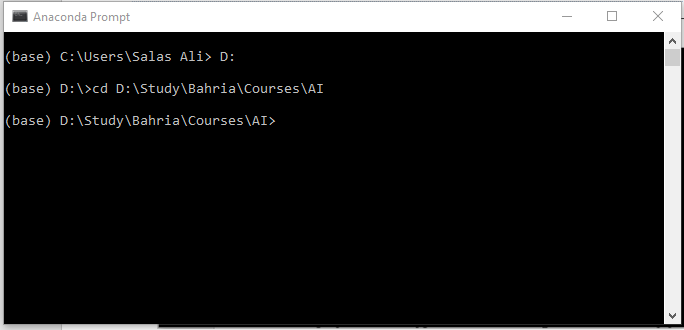 Anaconda Prompt
(base) C:\Users\Salas Ali> D:
(base) D:\>cd D:\Study\Bahria\Courses\AI
(base) D:\Study\Bahria\Courses\AI>